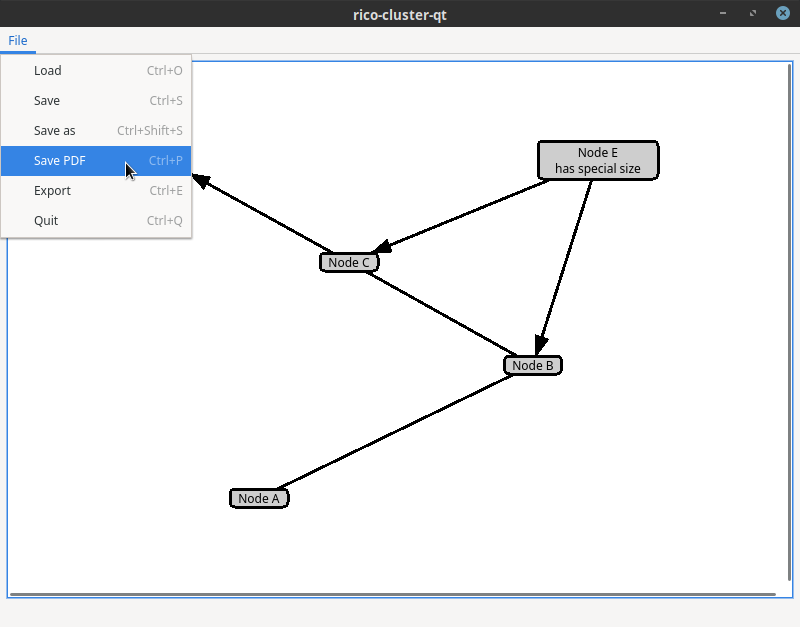 rico-cluster-qt
File
Load Ctrl+O
Save Ctrl+S
Save as Ctrl+Shift+S
Save PDF Ctrl+P
Export Ctrl+E
Quit Ctrl+Q
Node E
has special size
Node C
Node B
Node A